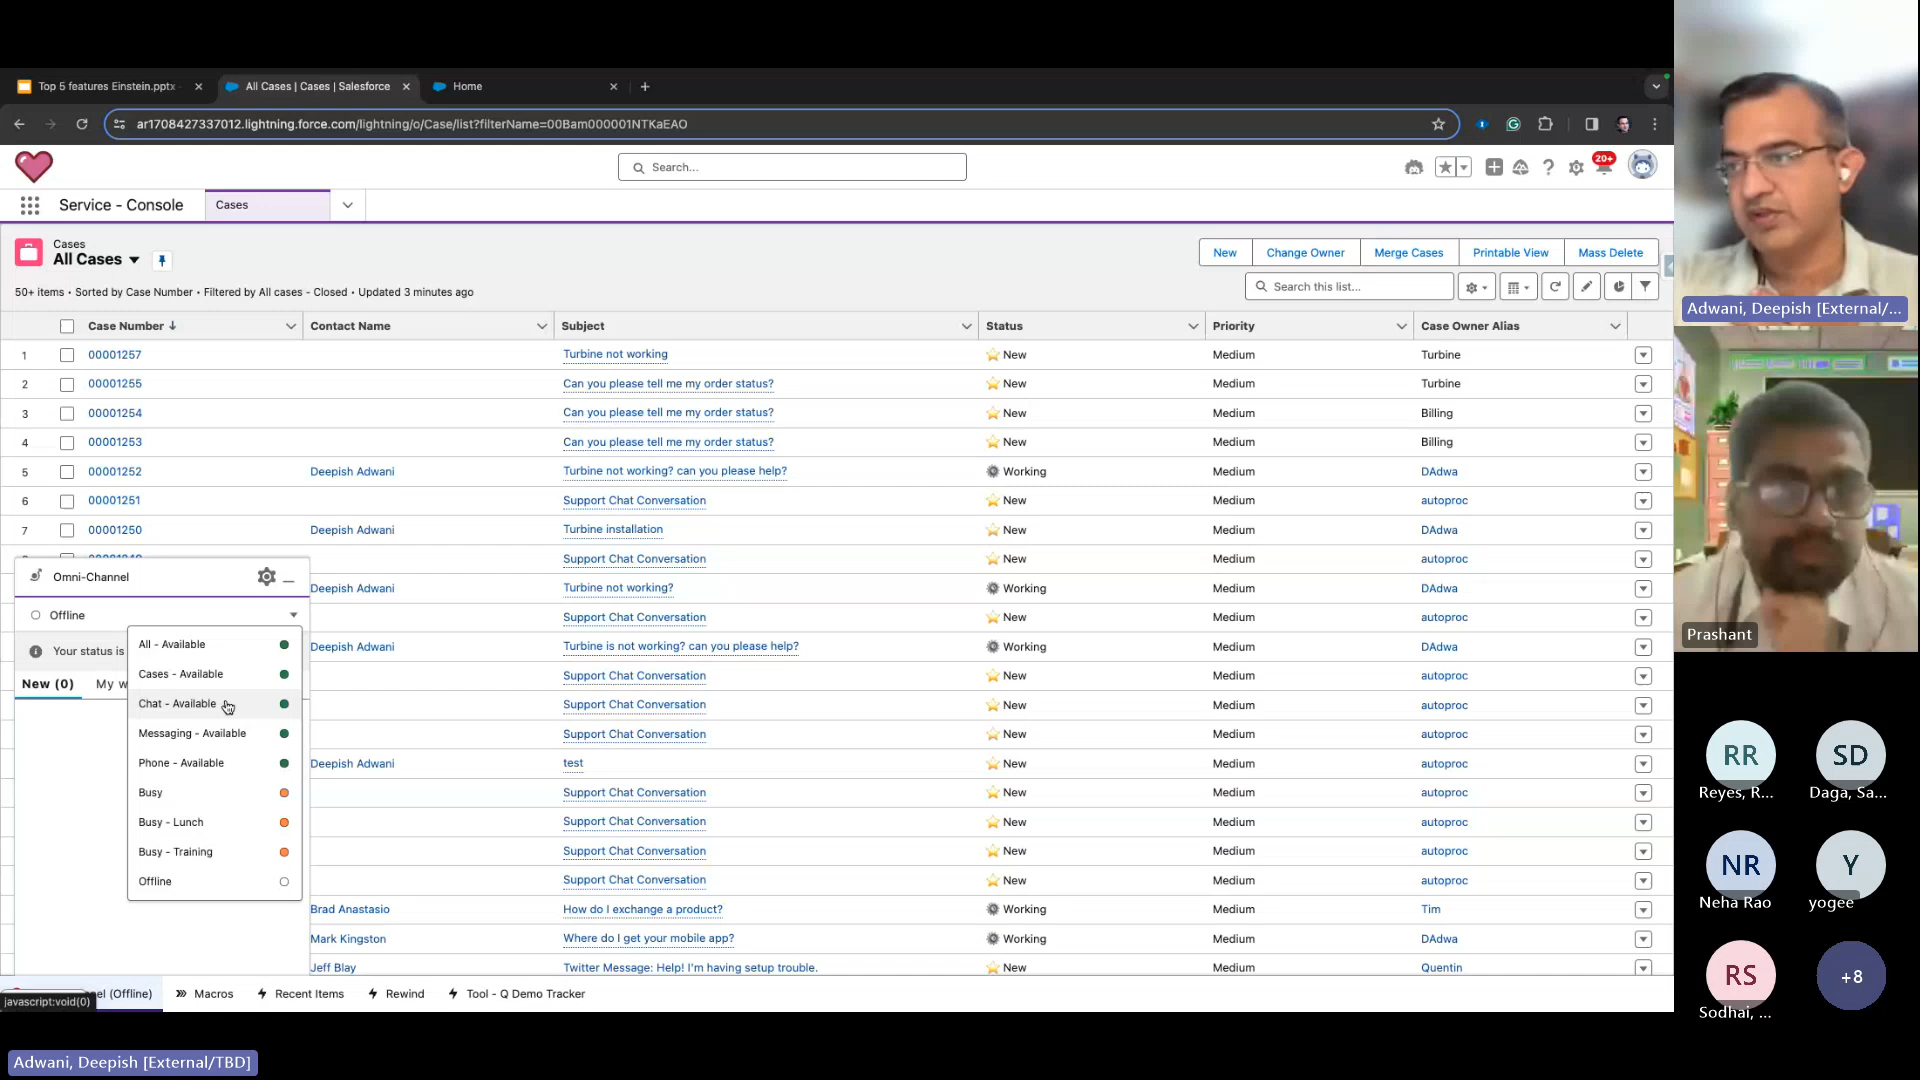 Top 5 features Einstein.pptx
All Cases | Cases | Salesforce
Home
ar1708427337012.lightning.force.com/lightning/o/Case/list?filterName=00Bam000001NTKaEAO
Search...
20+
Service - Console
Cases
Cases
All Cases
New
Change Owner
Merge Cases
Printable View
Mass Delete
50+ items • Sorted by Case Number • Filtered by All cases - Closed • Updated 3 minutes ago
Search this list...
Case Number
Contact Name
Subject
Status
Priority
Case Owner Alias
1 00001257 Turbine not working New Medium Turbine
2 00001255 Can you please tell me my order status? New Medium Turbine
3 00001254 Can you please tell me my order status? New Medium Billing
4 00001253 Can you please tell me my order status? New Medium Billing
5 00001252 Deepish Adwani Turbine not working? can you please help? Working Medium DAdwa
6 00001251 Support Chat Conversation New Medium autoproc
7 00001250 Deepish Adwani Turbine installation New Medium DAdwa
Support Chat Conversation New Medium autoproc
Deepish Adwani Turbine not working? Working Medium DAdwa
Support Chat Conversation New Medium autoproc
Deepish Adwani Turbine is not working? can you please help? Working Medium DAdwa
Support Chat Conversation New Medium autoproc
Support Chat Conversation New Medium autoproc
Support Chat Conversation New Medium autoproc
Deepish Adwani test New Medium autoproc
Support Chat Conversation New Medium autoproc
Support Chat Conversation New Medium autoproc
Support Chat Conversation New Medium autoproc
Support Chat Conversation New Medium autoproc
Brad Anastasio How do I exchange a product? Working Medium Tim
Mark Kingston Where do I get your mobile app? Working Medium DAdwa
Jeff Blay Twitter Message: Help! I'm having setup trouble. New Medium Quentin
Omni-Channel
Offline
Your status is
New (0)
My w
All - Available
Cases - Available
Chat - Available
Messaging - Available
Phone - Available
Busy
Busy - Lunch
Busy - Training
Offline
javascript:void(0)
nel (Offline)
Macros
Recent Items
Rewind
Tool - Q Demo Tracker
Adwani, Deepish [External/TBD]
Adwani, Deepish [External/...
Prashant
RR
Reyes, R...
SD
Daga, Sa...
NR
Neha Rao
Y
yogee
RS
Sodhai, ...
+8